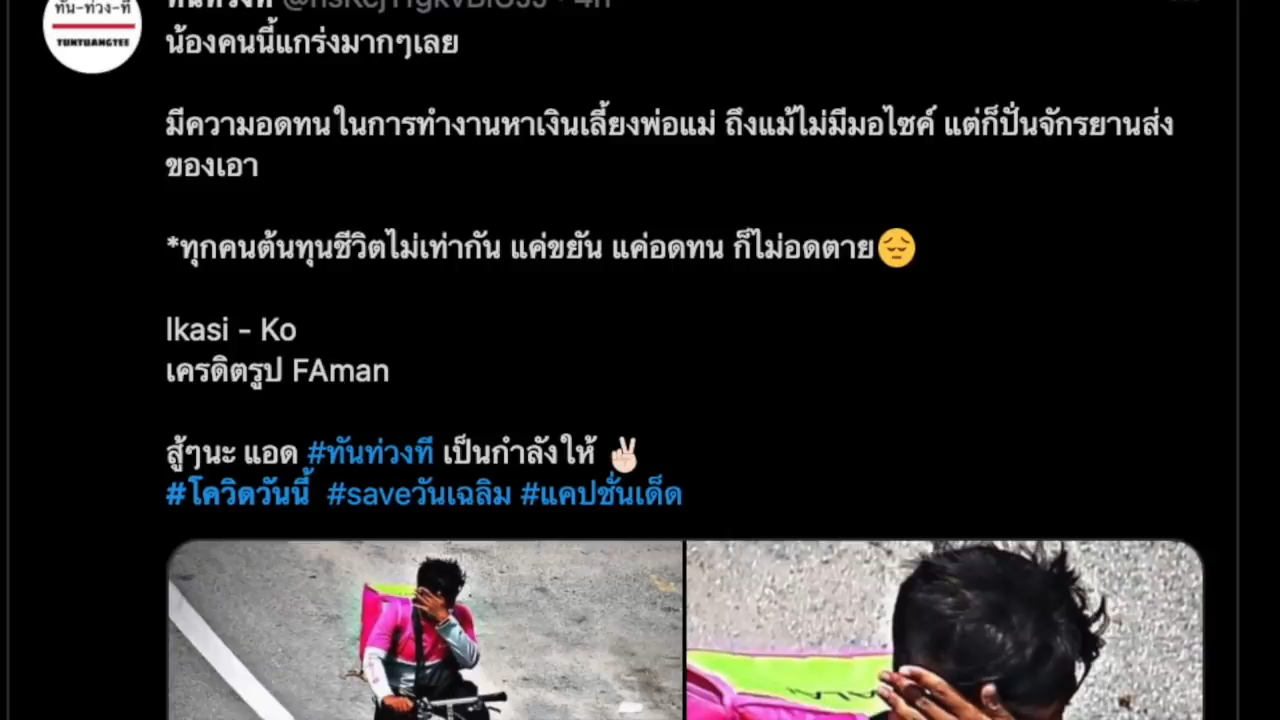 ทัน-ท่วง-ที
TUNTUANGTEE
น้องคนนี้แกร่งมากๆเลย
มีความอดทนในการทำงานหาเงินเลี้ยงพ่อแม่ ถึงแม้ไม่มีมอไซค์ แต่ก็ปั่นจักรยานส่ง
ของเอา
*ทุกคนต้นทุนชีวิตไม่เท่ากัน แค่ขยัน แค่อดทน ก็ไม่อดตาย😔
Ikasi - Ko
เครดิตรูป FAman
สู้ๆนะ แอด #ทันท่วงที เป็นกำลังให้ ✌🏻
#โควิดวันนี้ #saveวันเฉลิม #แคปชั่นเด็ด